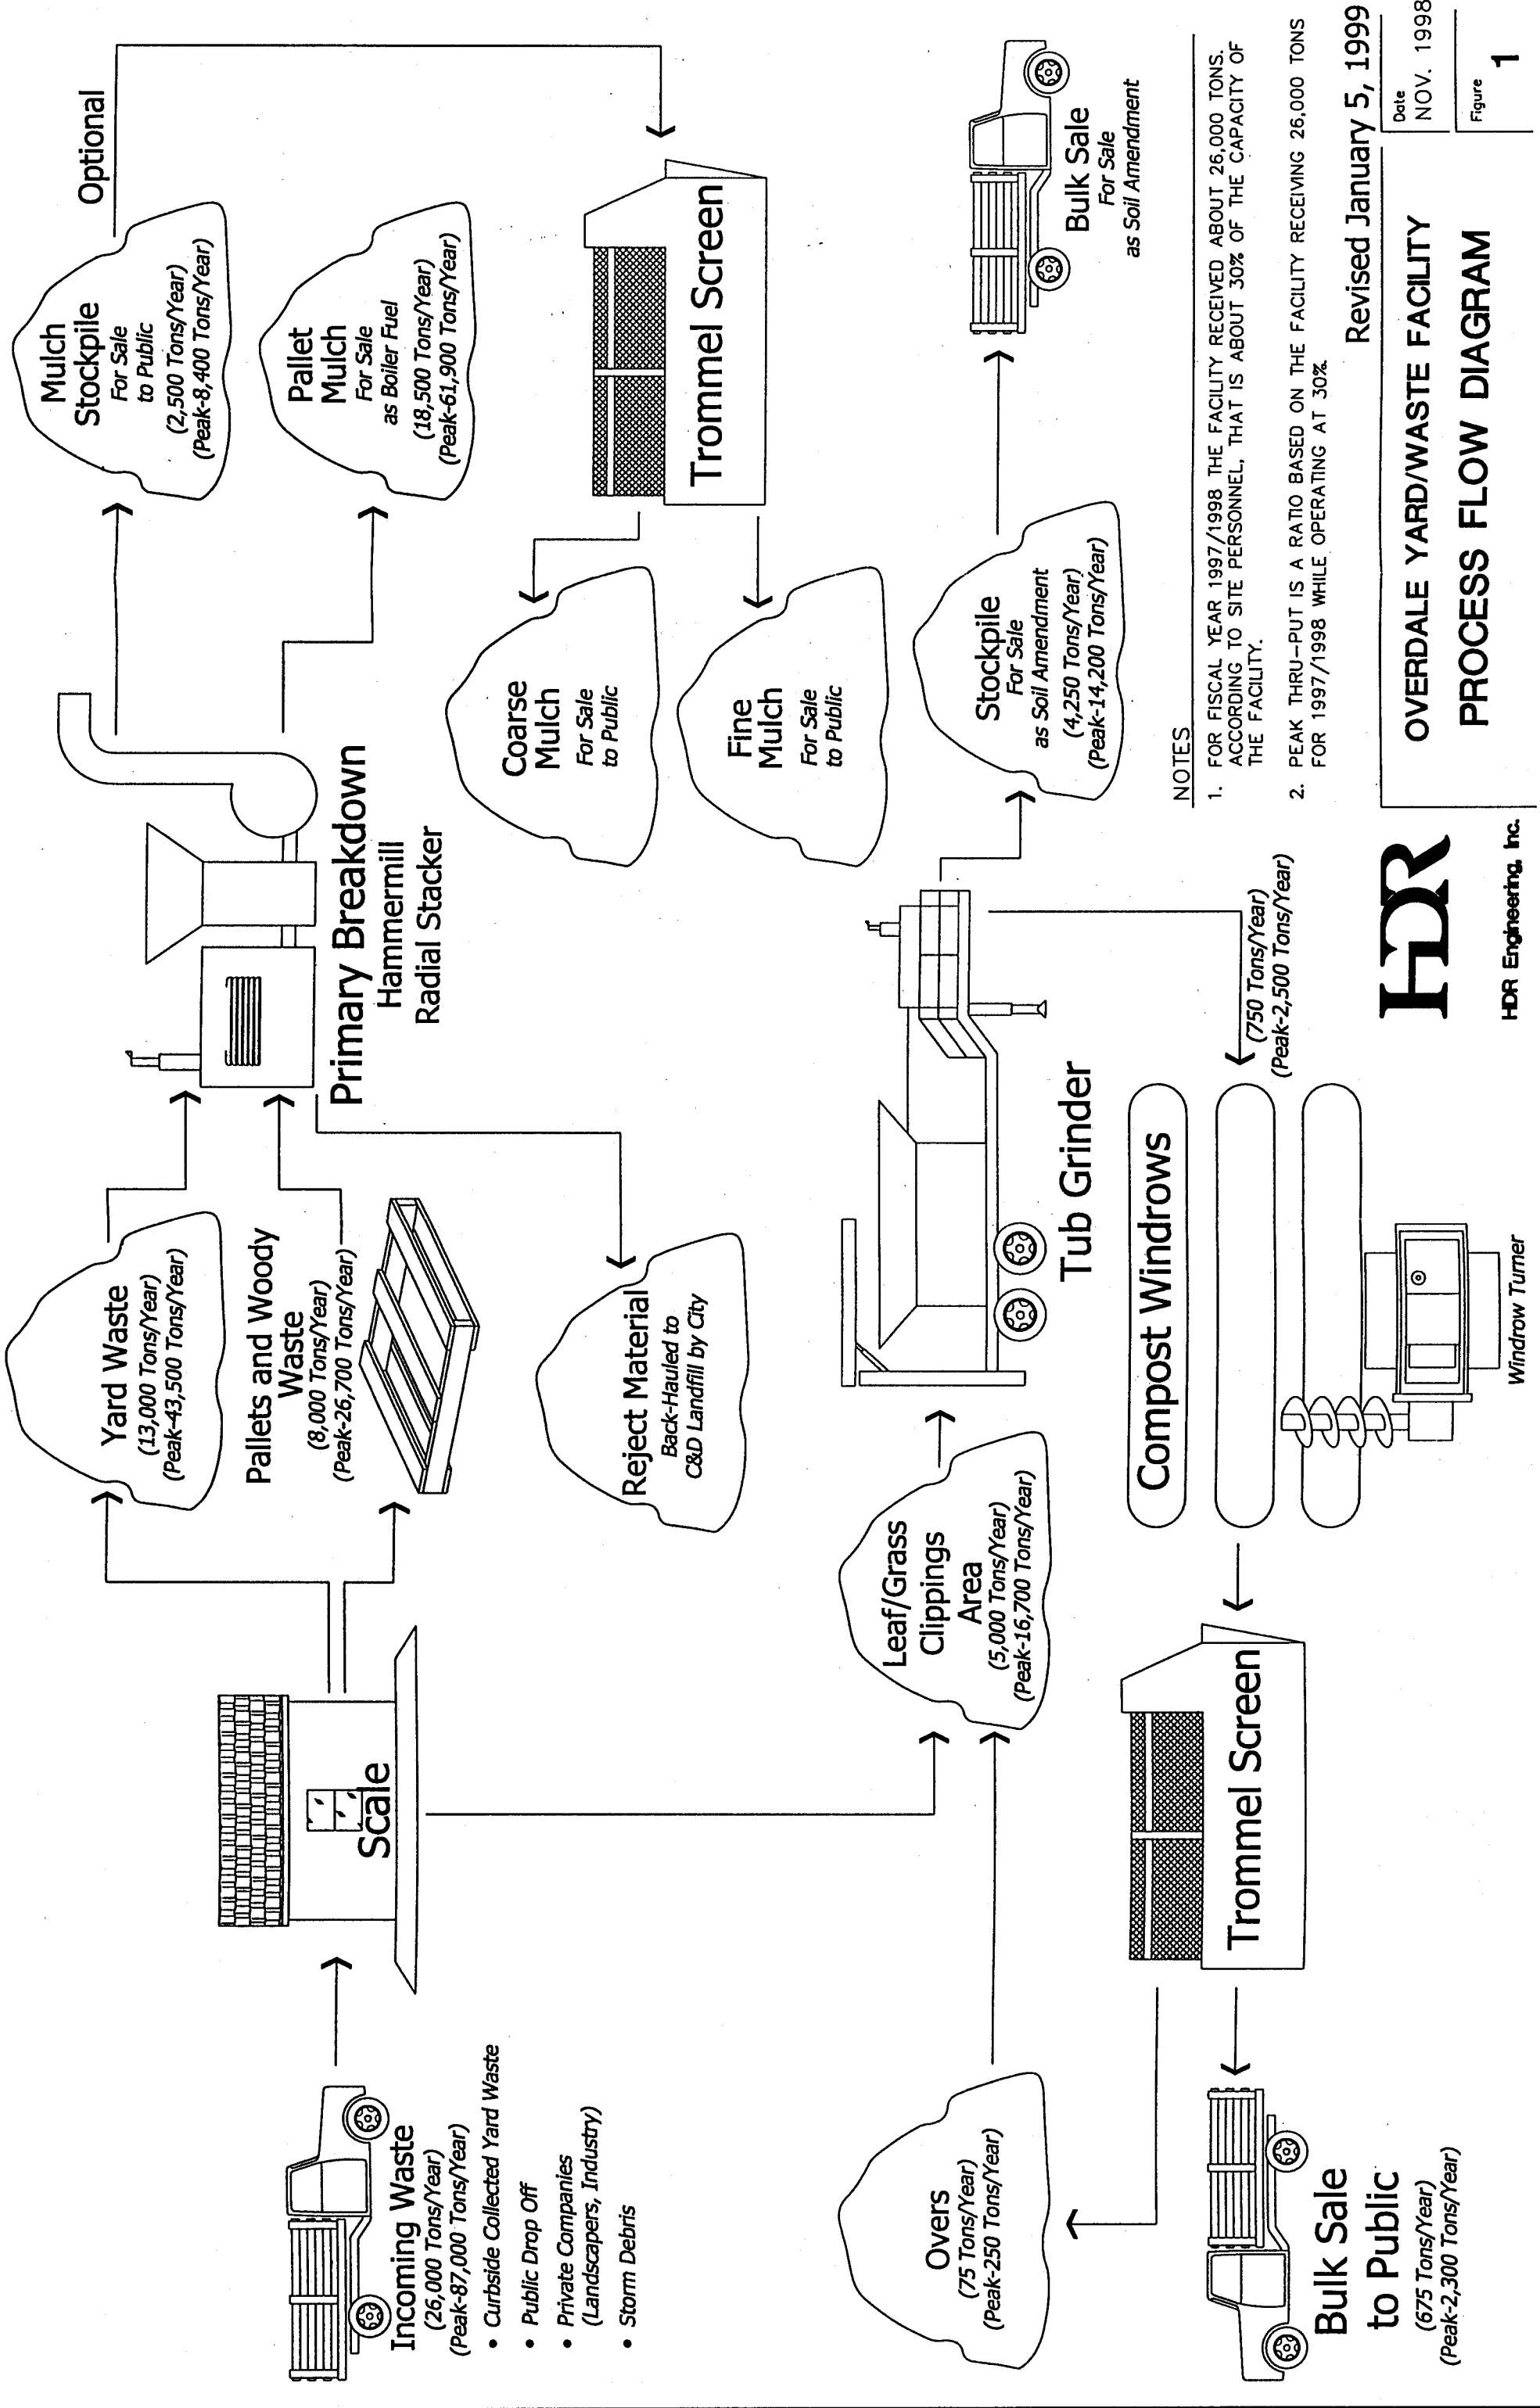 Incoming Waste
(26,000 Tons/Year)
(Peak-87,000 Tons/Year)
• Curbside Collected Yard Waste
• Public Drop Off
• Private Companies
(Landscapers, Industry)
• Storm Debris
Scale
Yard Waste
(13,000 Tons/Year)
(Peak-43,500 Tons/Year)
Pallets and Woody
Waste
(8,000 Tons/Year)
(Peak-26,700 Tons/Year)
Primary Breakdown
Hammermill
Radial Stacker
Mulch
Stockpile
For Sale
to Public
(2,500 Tons/Year)
(Peak-8,400 Tons/Year)
Optional
Pallet
Mulch
For Sale
as Boiler Fuel
(18,500 Tons/Year)
(Peak-61,900 Tons/Year)
Reject Material
Back-Hauled to
C&D Landfill by City
Coarse
Mulch
For Sale
to Public
Fine
Mulch
For Sale
to Public
Trommel Screen
Leaf/Grass
Clippings
Area
(5,000 Tons/Year)
(Peak-16,700 Tons/Year)
Tub Grinder
Stockpile
For Sale
as Soil Amendment
(4,250 Tons/Year)
(Peak-14,200 Tons/Year)
Bulk Sale
For Sale
as Soil Amendment
Overs
(75 Tons/Year)
(Peak-250 Tons/Year)
Trommel Screen
Compost Windrows
(750 Tons/Year)
(Peak-2,500 Tons/Year)
Windrow Turner
Bulk Sale
to Public
(675 Tons/Year)
(Peak-2,300 Tons/Year)
NOTES
1. FOR FISCAL YEAR 1997/1998 THE FACILITY RECEIVED ABOUT 26,000 TONS.
ACCORDING TO SITE PERSONNEL, THAT IS ABOUT 30% OF THE CAPACITY OF
THE FACILITY.
2. PEAK THRU-PUT IS A RATIO BASED ON THE FACILITY RECEIVING 26,000 TONS
FOR 1997/1998 WHILE OPERATING AT 30%.
Revised January 5, 1999
HDR
HDR Engineering, Inc.
OVERDALE YARD/WASTE FACILITY
PROCESS FLOW DIAGRAM
Date
NOV. 1998
Figure
1